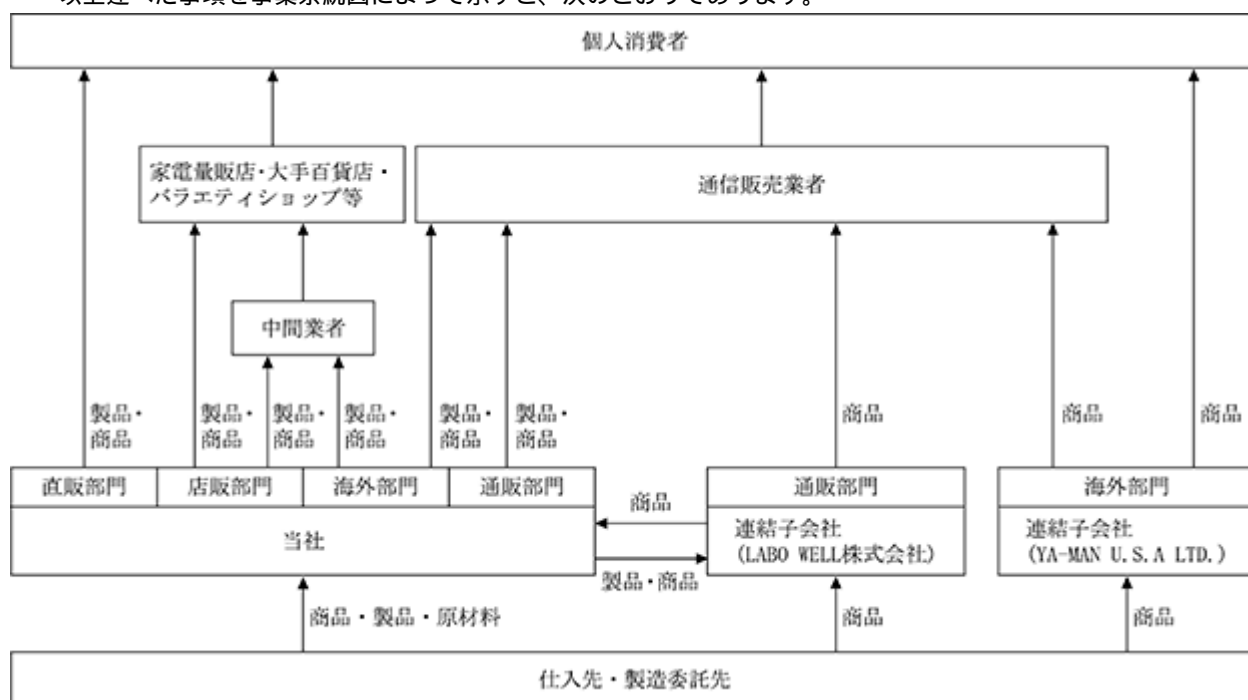 以上述べた事項を事業系統図によって示すと、次のとおりであります。
個人消費者
家電量販店・大手百貨店・
バラエティショップ等
通信販売業者
中間業者
製品・
商品
製品・
商品
製品・
商品
製品・
商品
製品・
商品
製品・
商品
商品
商品
商品
直販部門
店販部門
海外部門
通販部門
当社
商品
製品・商品
通販部門
連結子会社
(LABO WELL株式会社)
海外部門
連結子会社
(YA-MAN U.S.A LTD.)
商品・製品・原材料
商品
商品
仕入先・製造委託先